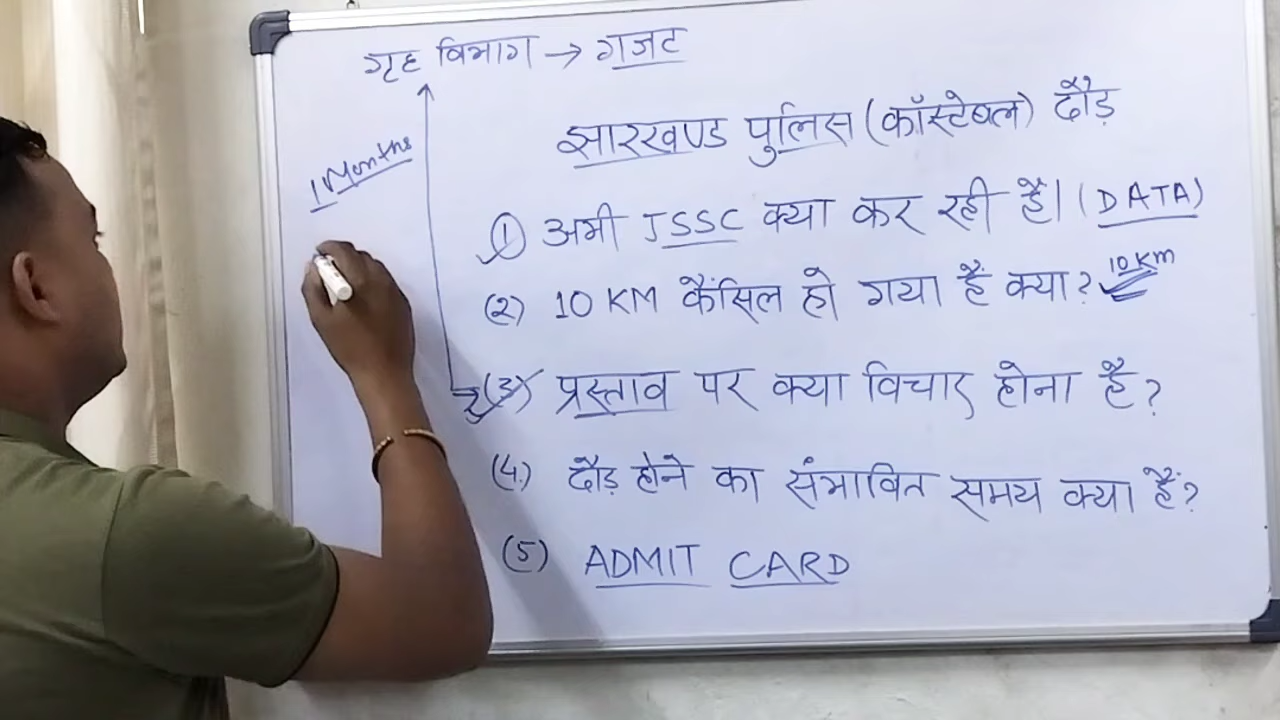 गृह विभाग → गजट
झारखण्ड पुलिस (कॉस्टेबल) दौड़
1 Months
(1) अभी JSSC क्या कर रही है। (DATA)
(2) 10 KM कैंसिल हो गया है क्या? 10 KM
(3) प्रस्ताव पर क्या विचार होना है?
(4.) दौड़ होने का संभावित समय क्या है?
(5) ADMIT CARD